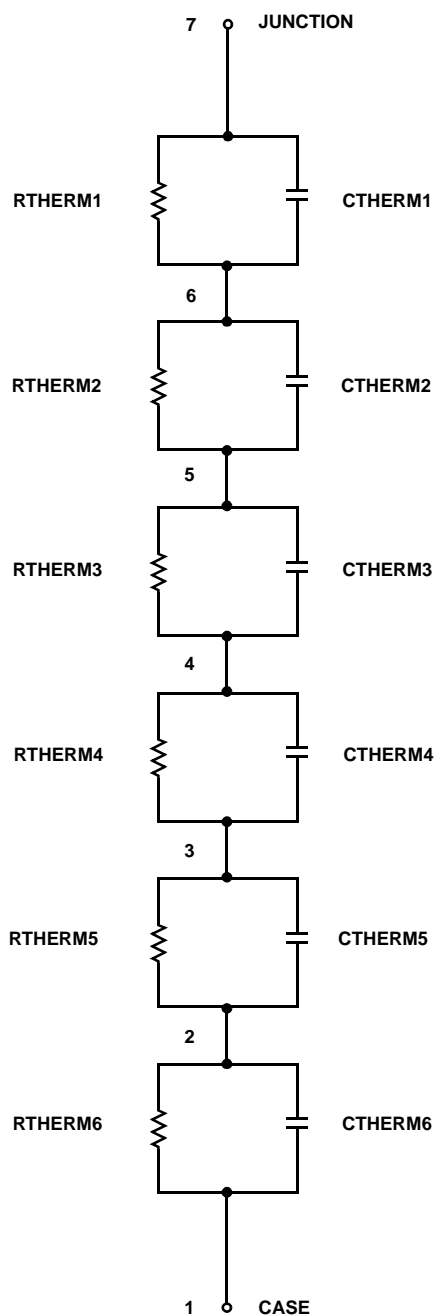 7 JUNCTION
RTHERM1 CTHERM1
6
RTHERM2 CTHERM2
5
RTHERM3 CTHERM3
4
RTHERM4 CTHERM4
3
RTHERM5 CTHERM5
2
RTHERM6 CTHERM6
1 CASE